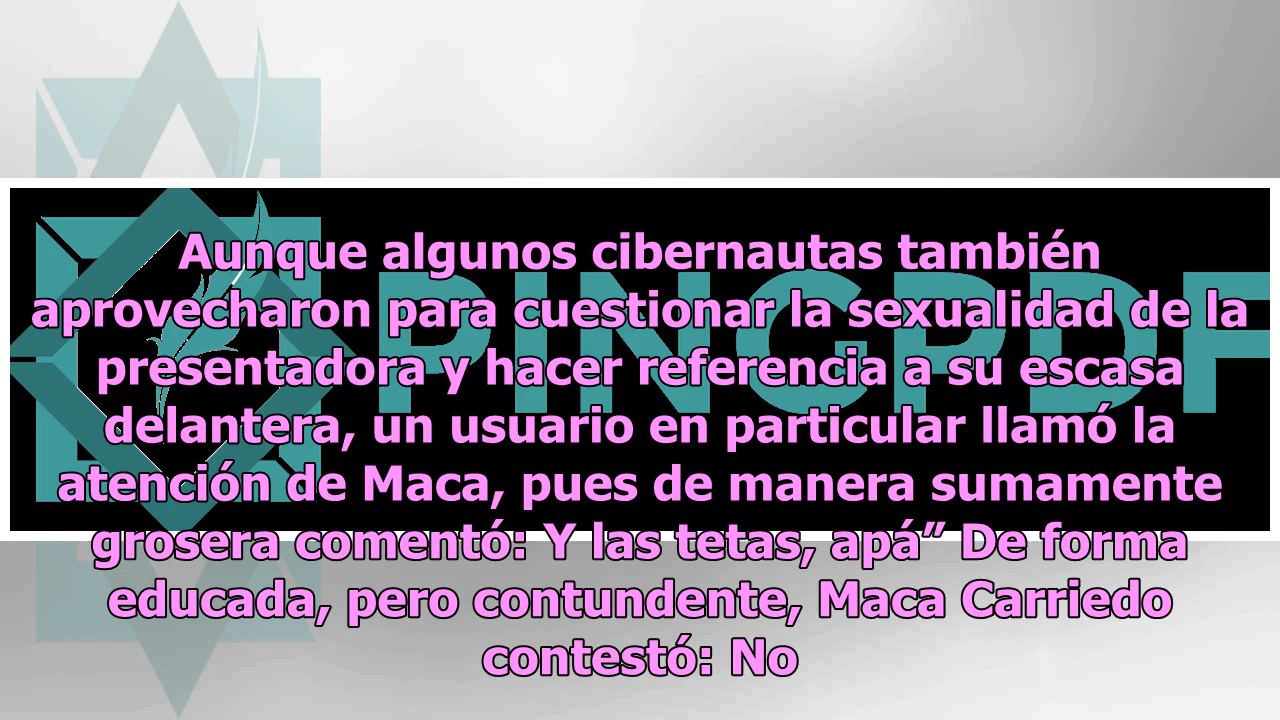 Aunque algunos cibernautas también
aprovecharon para cuestionar la sexualidad de la
presentadora y hacer referencia a su escasa
delantera, un usuario en particular llamó la
atención de Maca, pues de manera sumamente
grosera comentó: Y las tetas, apá” De forma
educada, pero contundente, Maca Carriedo
contestó: No
PINGPDF